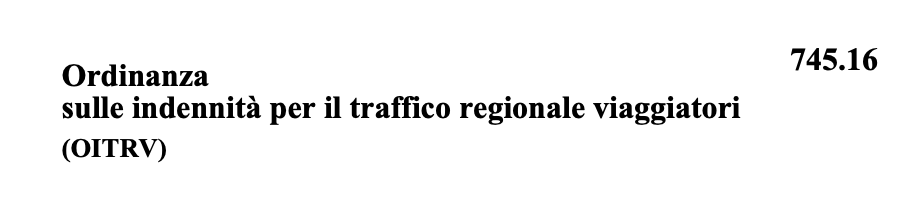 745.16
Ordinanza
sulle indennità per il traffico regionale viaggiatori
(OITRV)